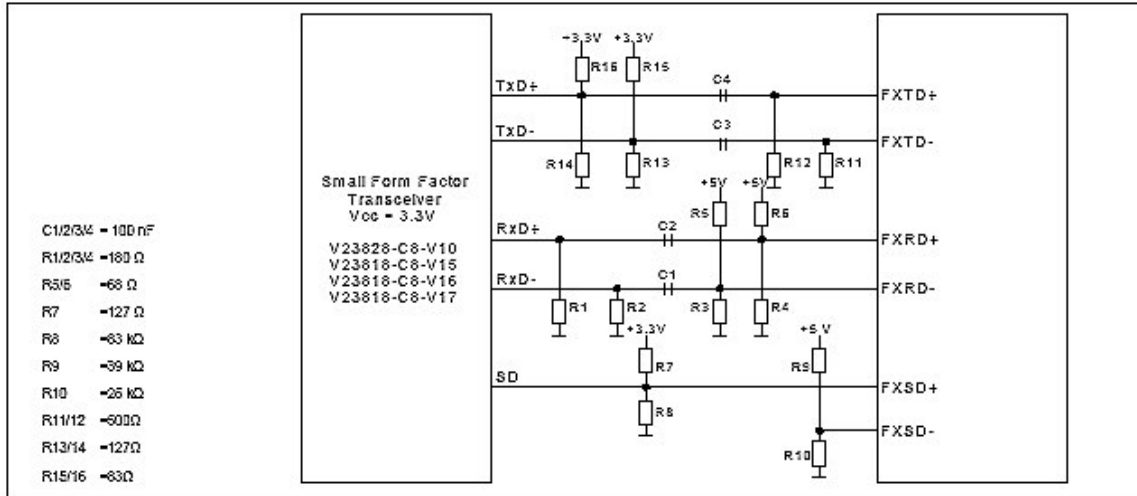 +3.3V +3.3V
R16 R15
TxD+ C4 FXTD+
TxD- C3 FXTD-
R14 R13 R12 R11
Small Form Factor
Transceiver
Vcc = 3.3V
V23828-C8-V10
V23818-C8-V15
V23818-C8-V16
V23818-C8-V17
+5V +5V
R5 R6
RxD+ C2 FXRD+
RxD- C1 FXRD-
R1 R2 R3 R4
+3.3V +5 V
R7 R9
SD FXSD+
R8
FXSD-
R10
C1/2/3/4 = 100 nF
R1/2/3/4 =180 Ω
R5/6 =68 Ω
R7 =127 Ω
R8 =83 kΩ
R9 =39 kΩ
R10 =26 kΩ
R11/12 =500Ω
R13/14 =127Ω
R15/16 =83Ω